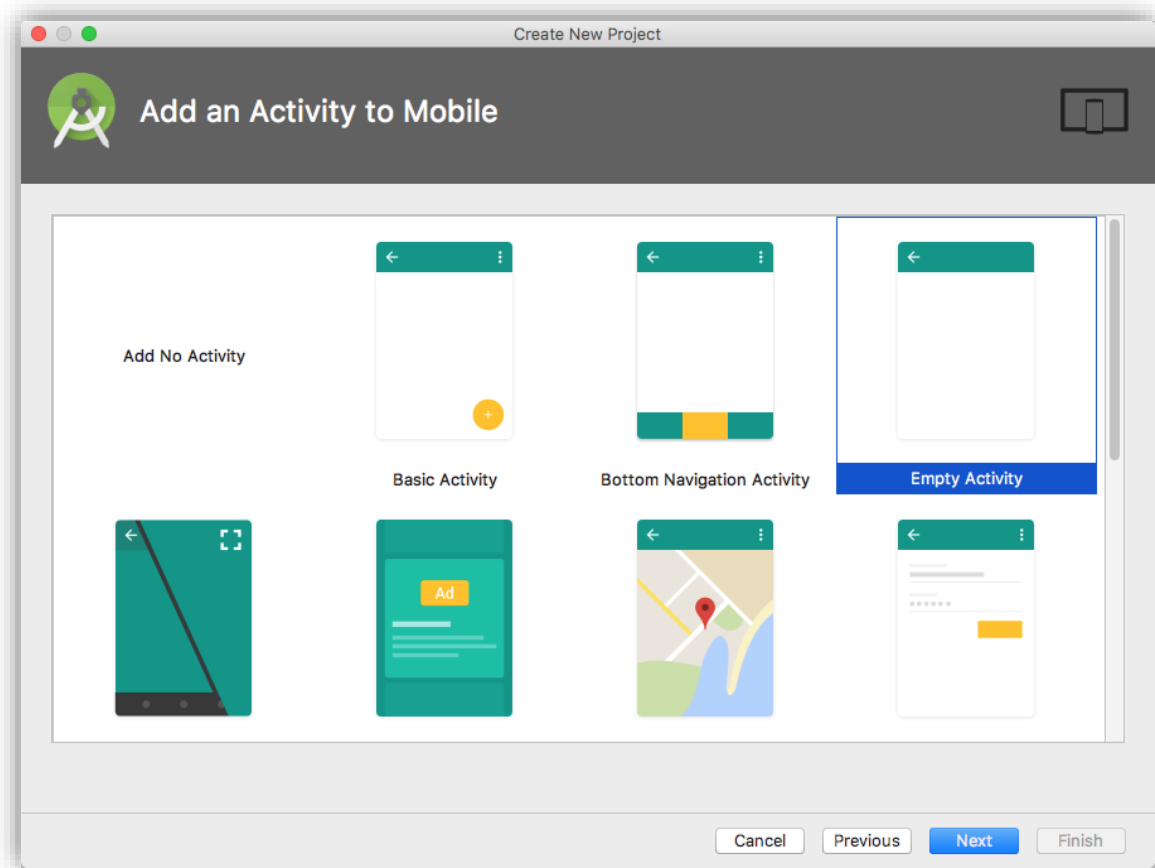 Create New Project
Add an Activity to Mobile
Add No Activity
Basic Activity
Bottom Navigation Activity
Empty Activity
Ad
Cancel
Previous
Next
Finish